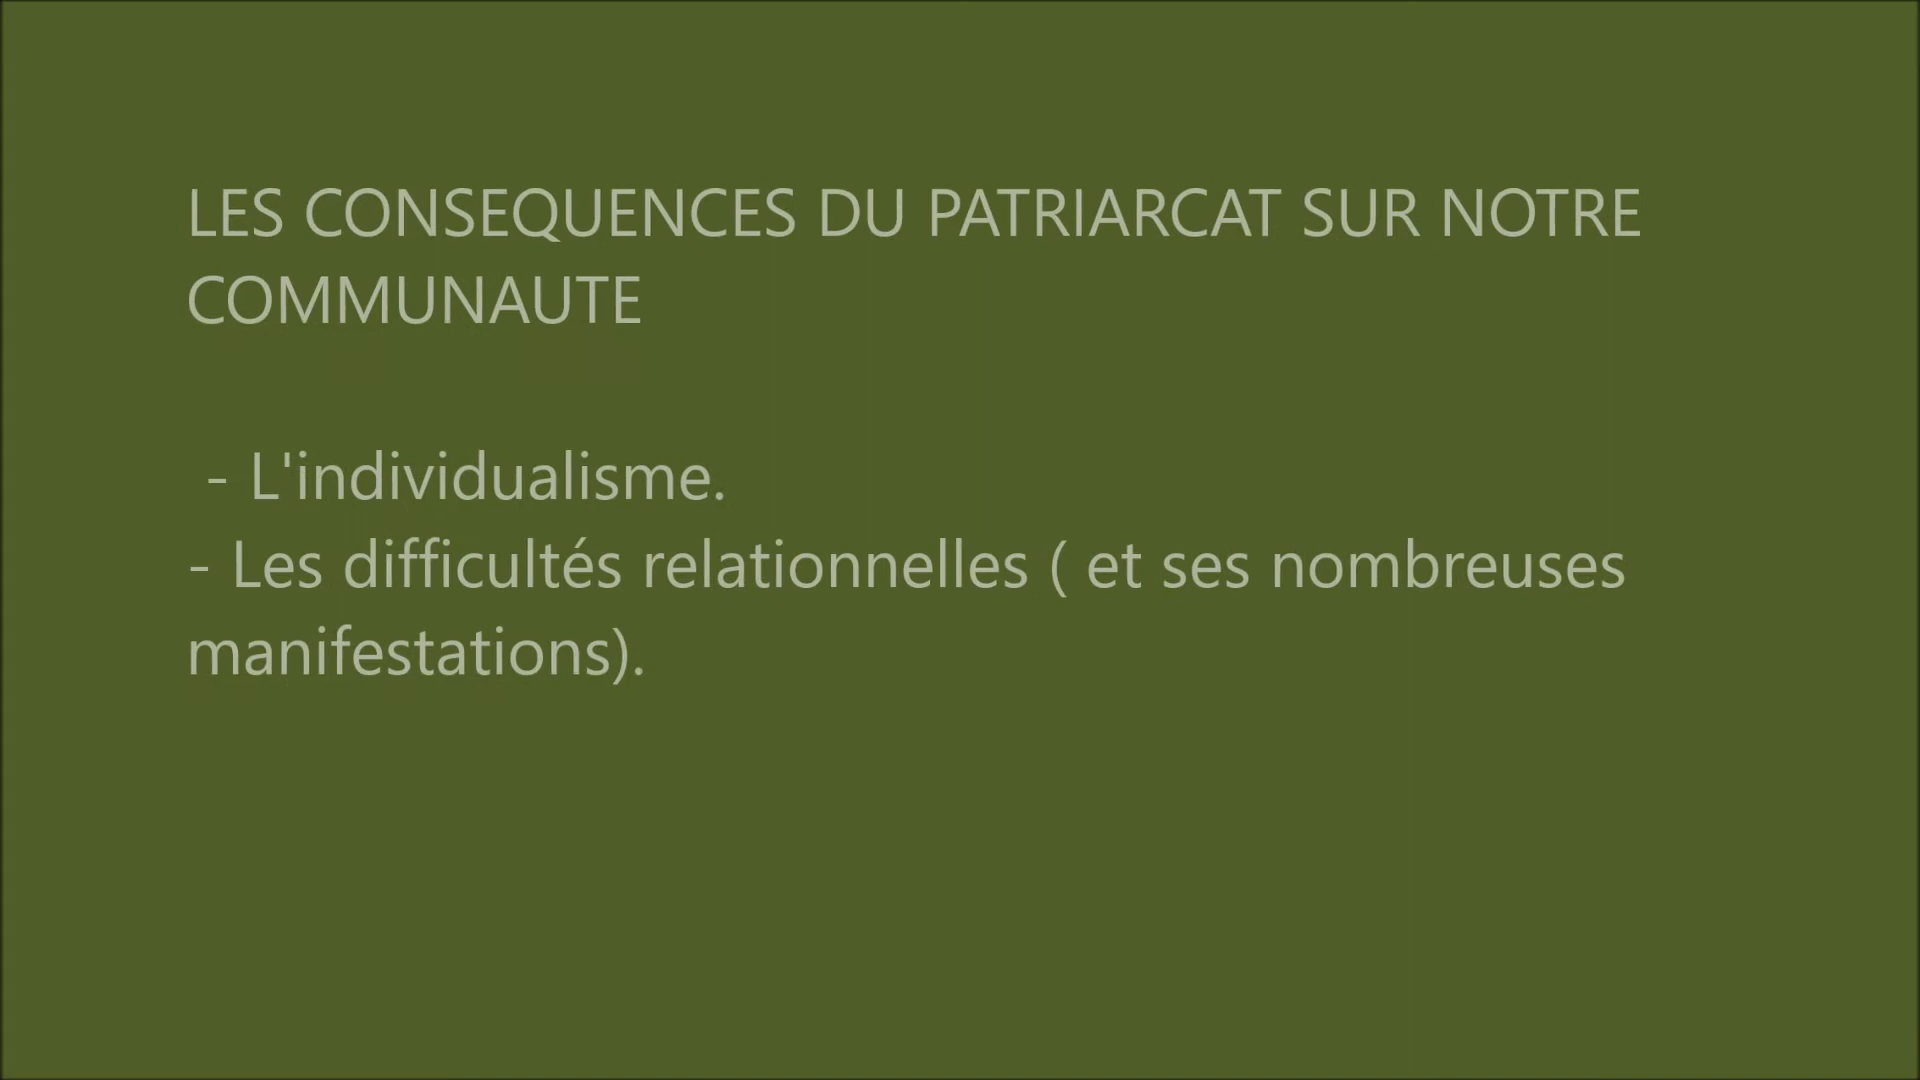 LES CONSEQUENCES DU PATRIARCAT SUR NOTRE
COMMUNAUTE
- L'individualisme.
- Les difficultés relationnelles ( et ses nombreuses
manifestations).